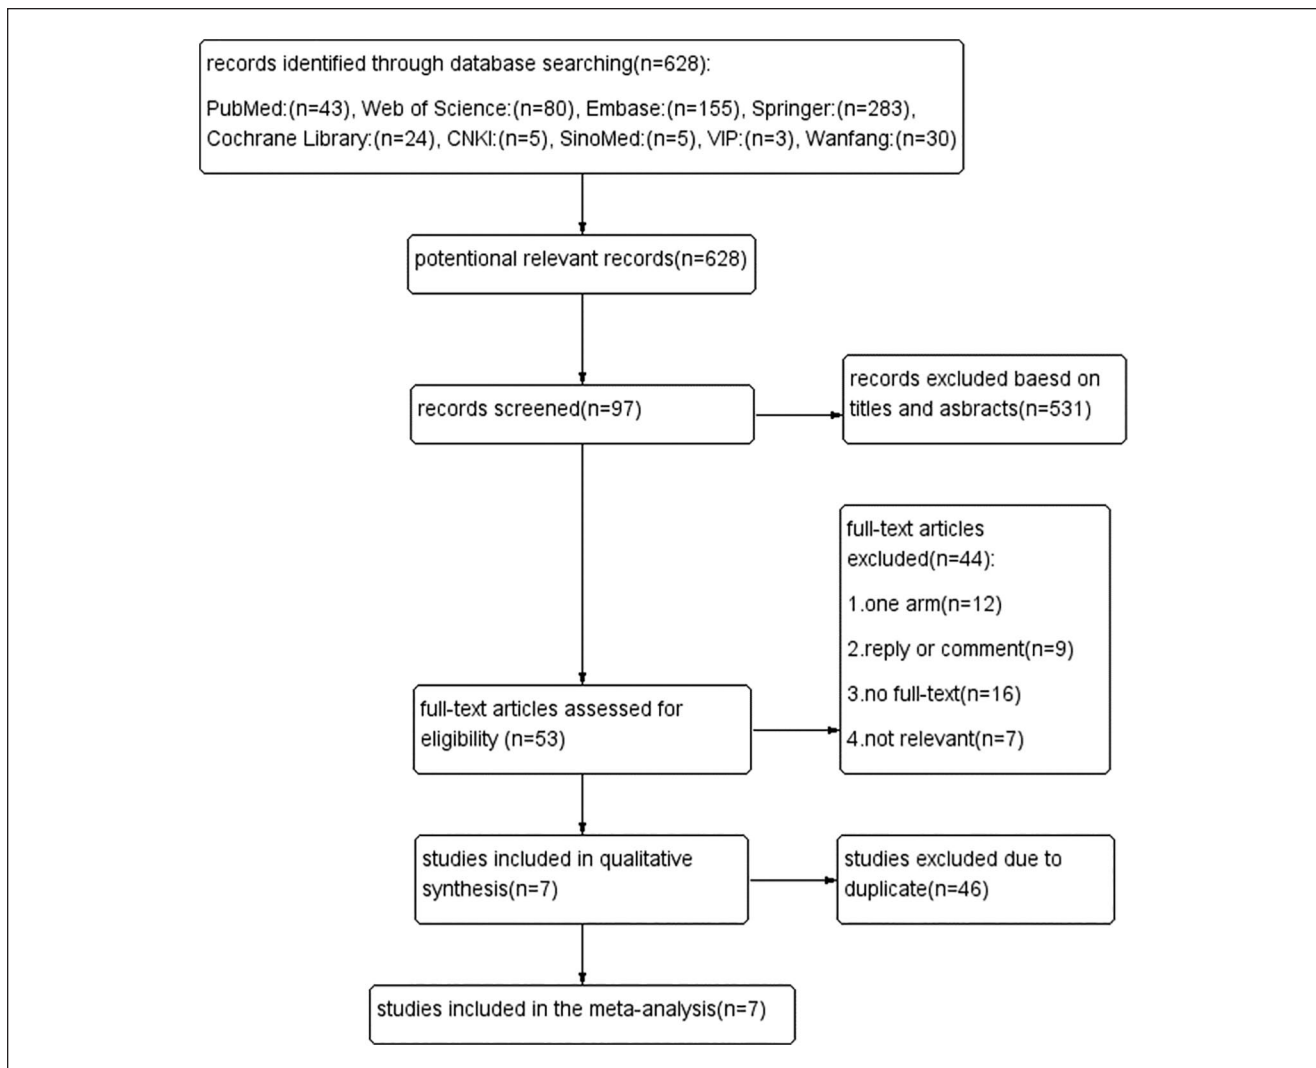 records identified through database searching(n=628):
PubMed:(n=43), Web of Science:(n=80), Embase:(n=155), Springer:(n=283),
Cochrane Library:(n=24), CNKI:(n=5), SinoMed:(n=5), VIP:(n=3), Wanfang:(n=30)
potentional relevant records(n=628)
records screened(n=97)
records excluded baesd on
titles and asbracts(n=531)
full-text articles
excluded(n=44):
1.one arm(n=12)
2.reply or comment(n=9)
3.no full-text(n=16)
4.not relevant(n=7)
full-text articles assessed for
eligibility (n=53)
studies included in qualitative
synthesis(n=7)
studies excluded due to
duplicate(n=46)
studies included in the meta-analysis(n=7)